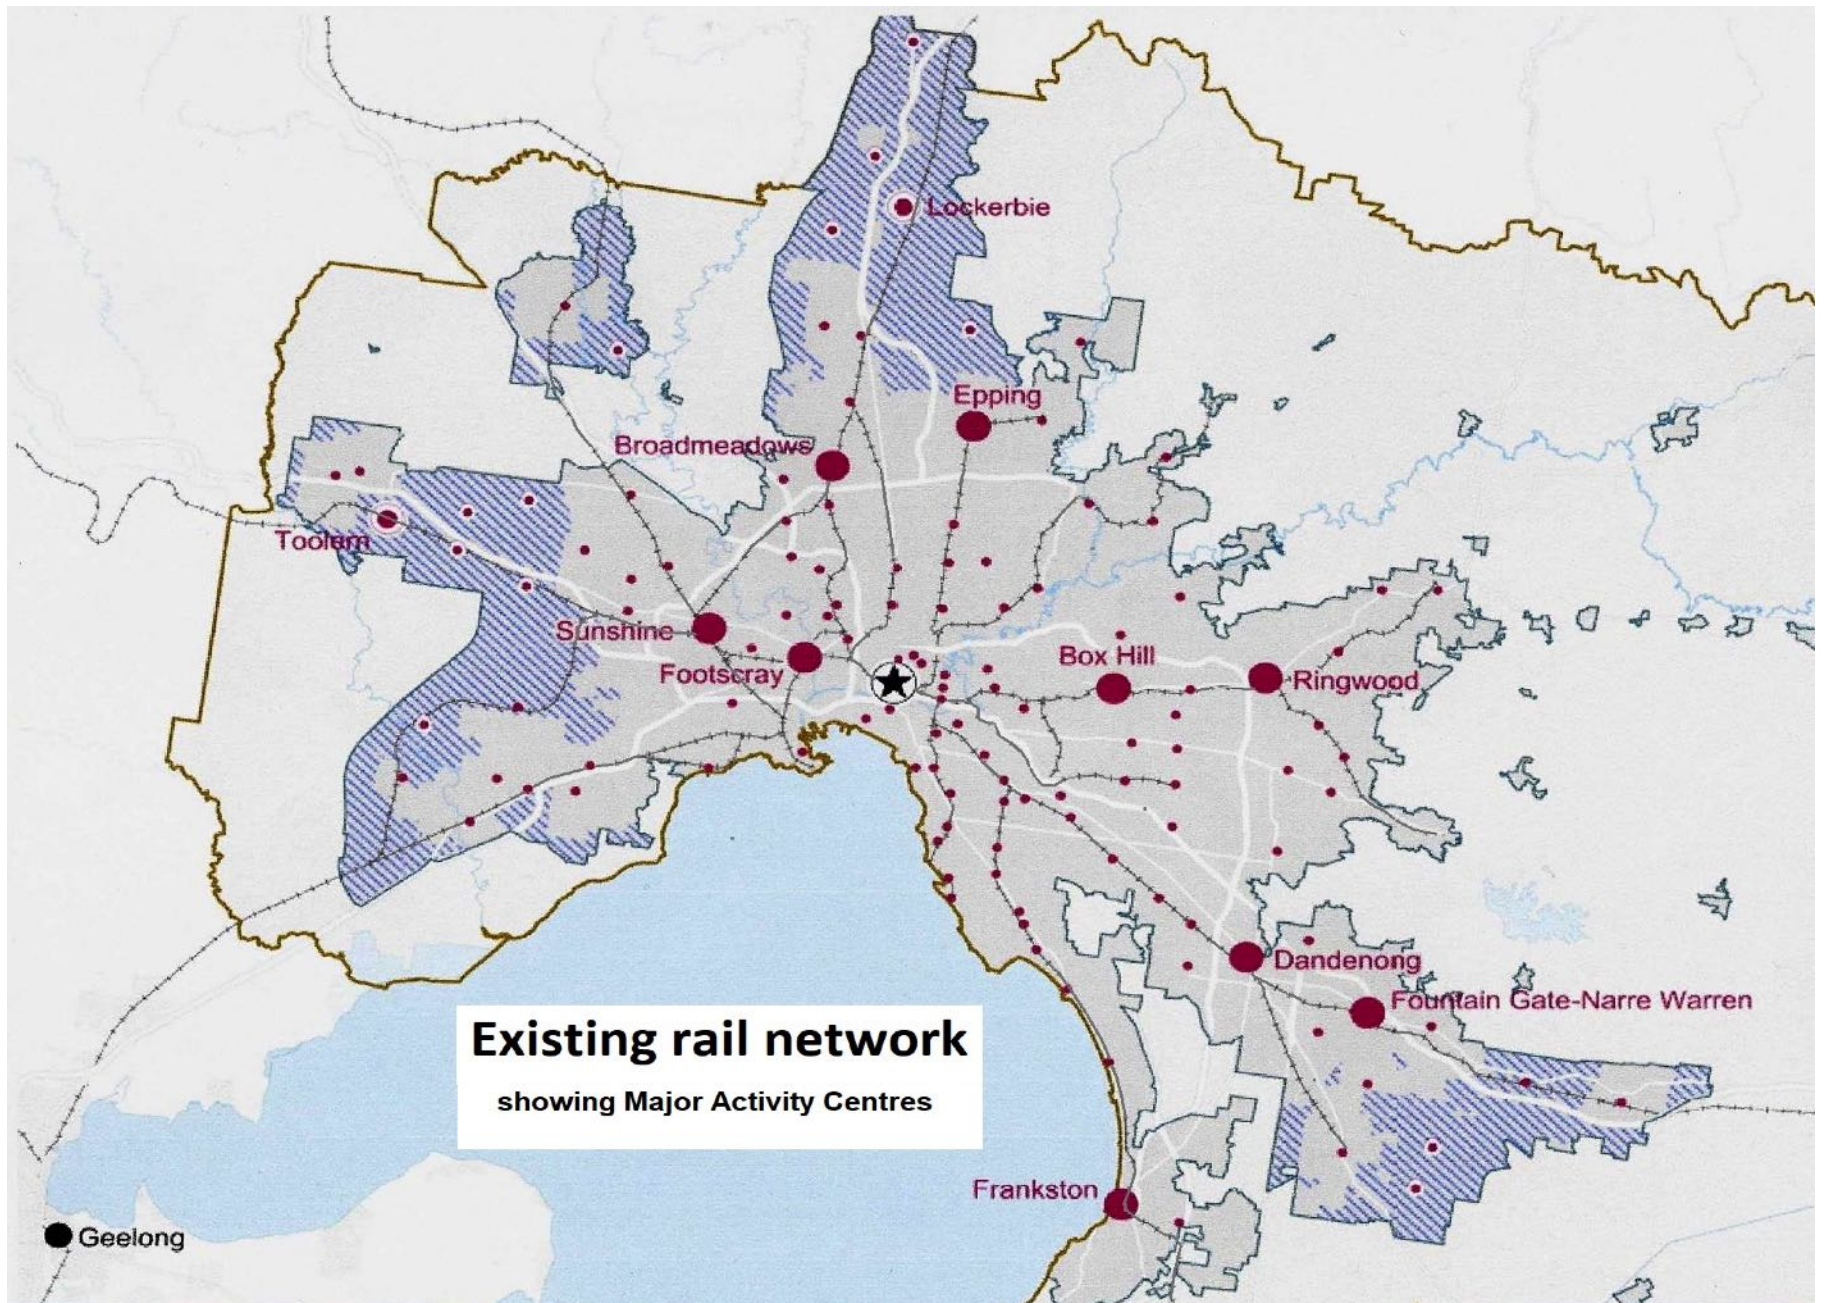 Lockerbie
Epping
Broadmeadows
Toolern
Sunshine
Footscray
Box Hill
Ringwood
Dandenong
Fountain Gate-Narre Warren
Existing rail network
showing Major Activity Centres
Frankston
Geelong